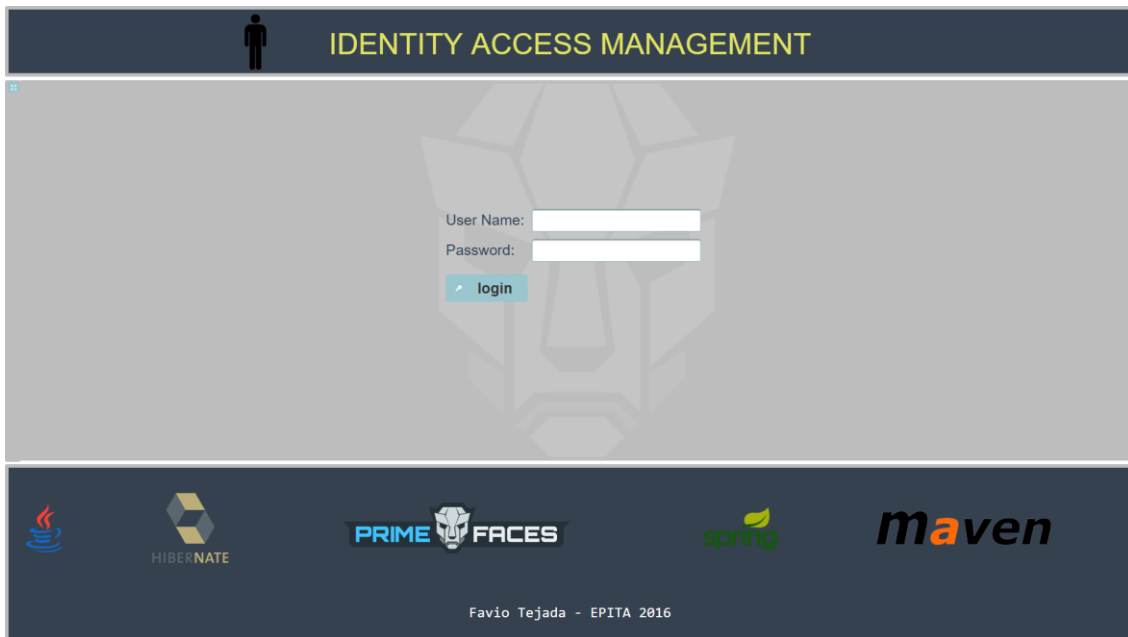 IDENTITY ACCESS MANAGEMENT
User Name:
Password:
login
HIBERNATE
PRIME FACES
spring
maven
Favio Tejada - EPITA 2016